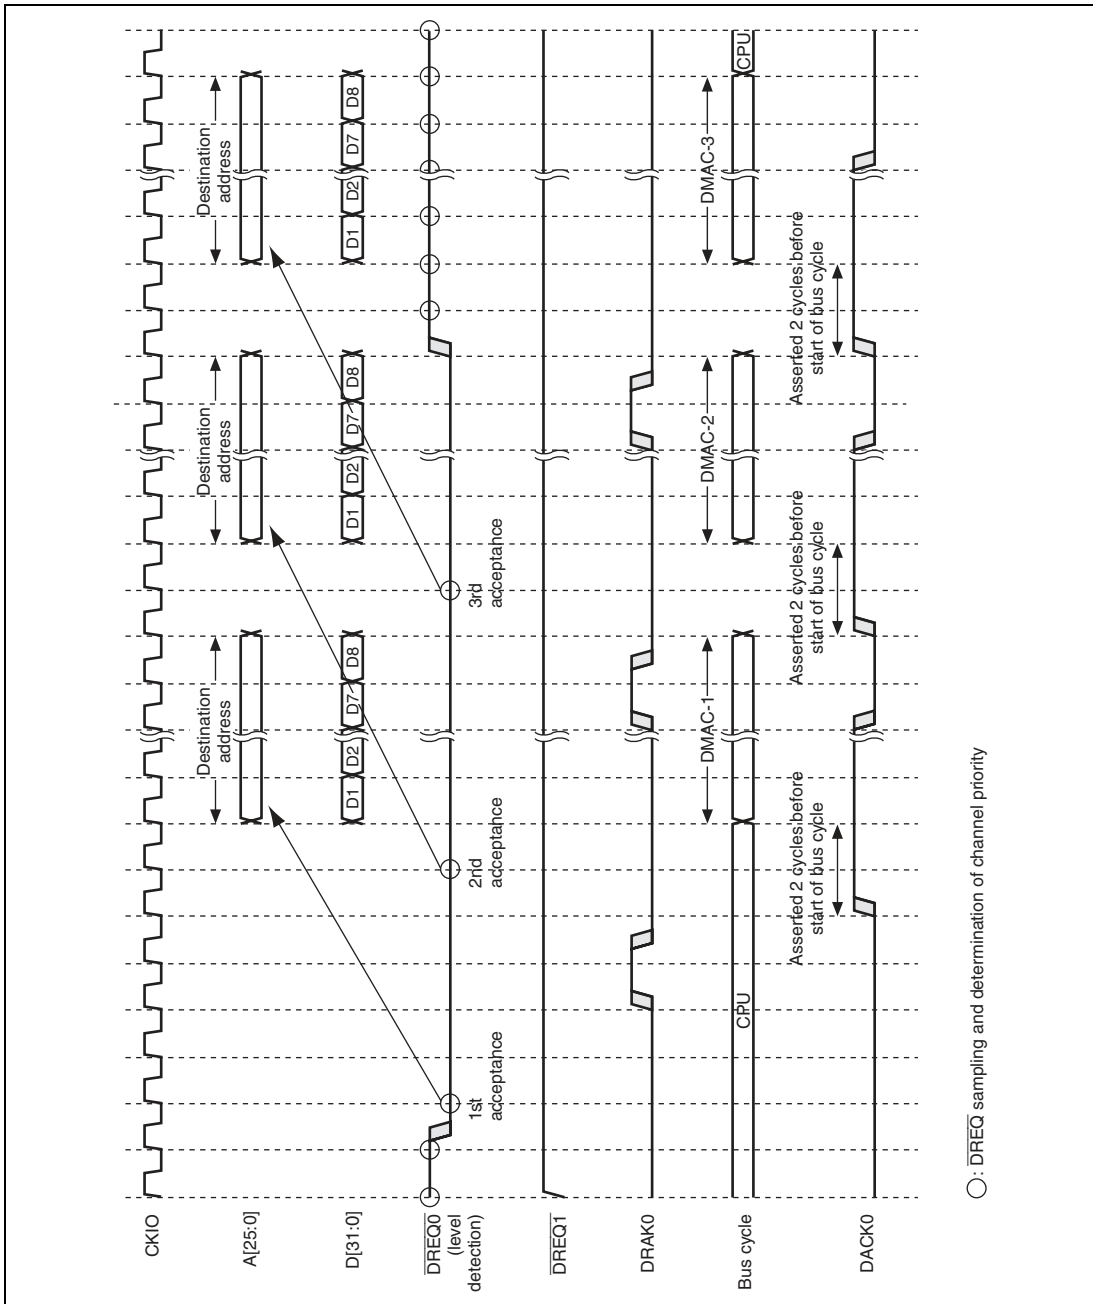 CKIO
A[25:0]
Destination
address
Destination
address
Destination
address
D[31:0]
D1
D2
D7
D8
D1
D2
D7
D8
D1
D2
D7
D8
DREQ0
(level
detection)
1st
acceptance
2nd
acceptance
3rd
acceptance
DREQ1
DRAK0
Bus cycle
CPU
DMAC-1
DMAC-2
DMAC-3
CPU
DACK0
Asserted 2 cycles before
start of bus cycle
Asserted 2 cycles before
start of bus cycle
Asserted 2 cycles before
start of bus cycle
: DREQ sampling and determination of channel priority